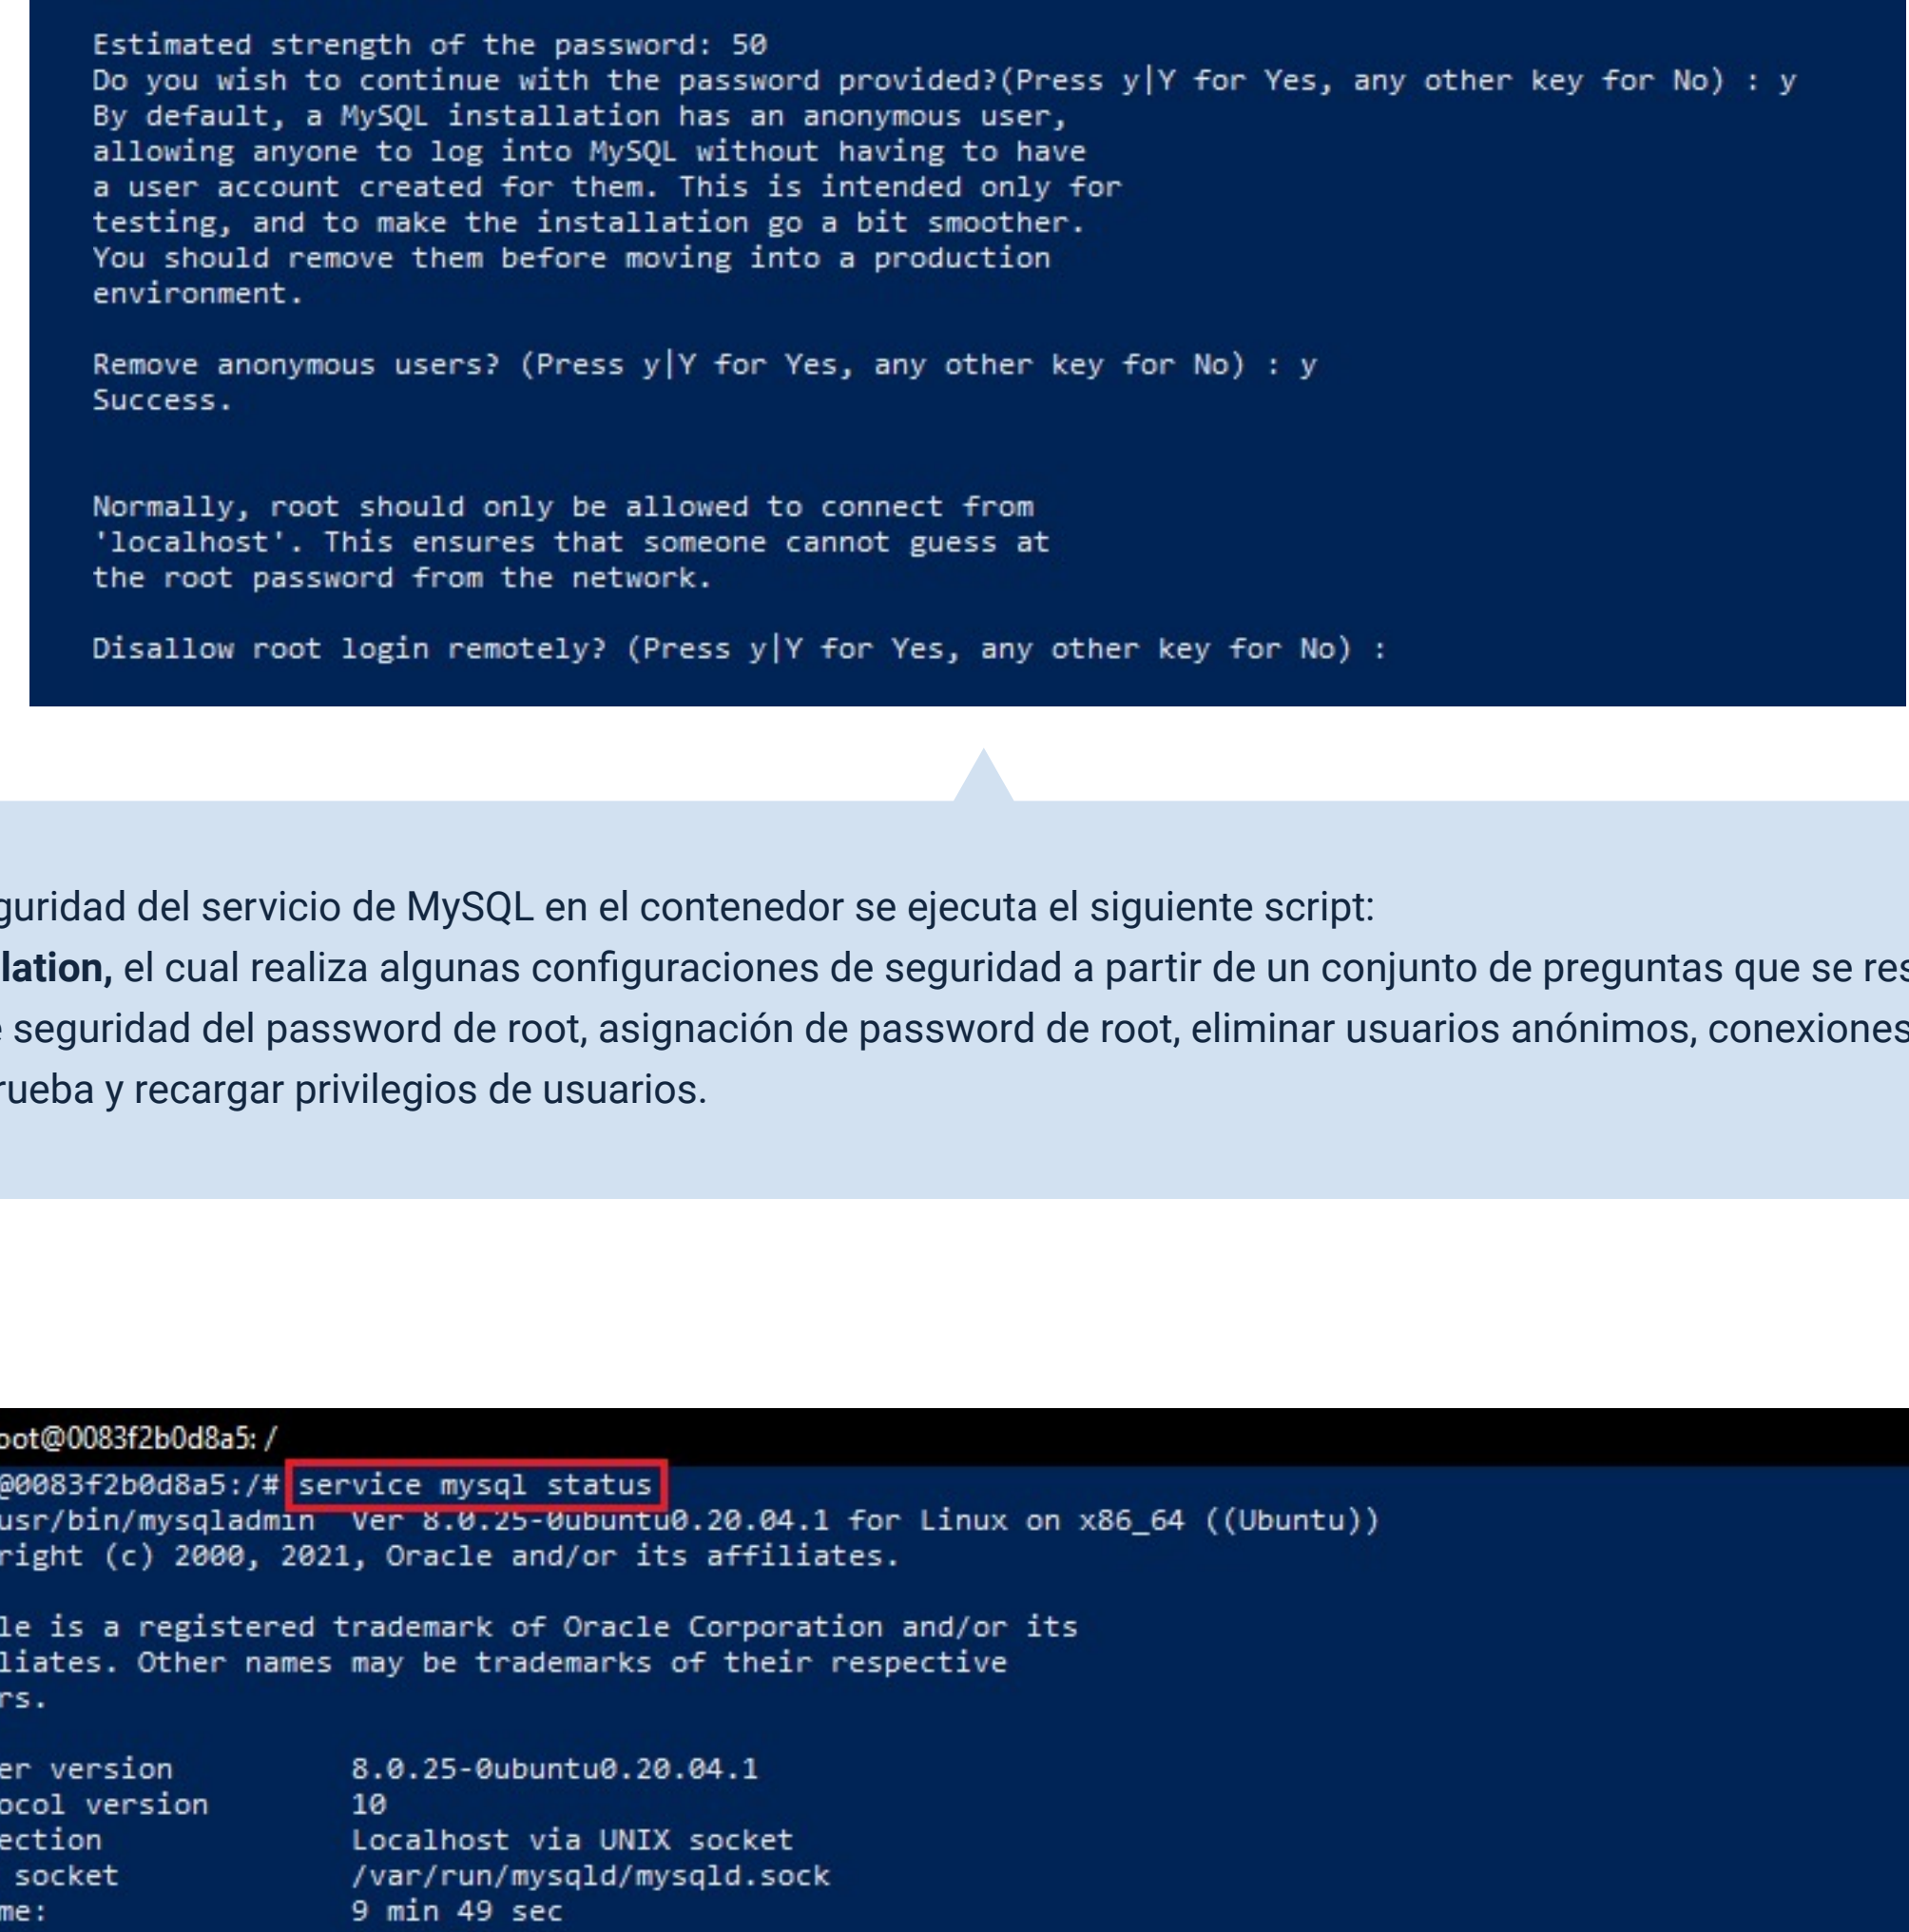 Estimated strength of the password: 50
Do you wish to continue with the password provided?(Press y|Y for Yes, any other key for No) : y
By default, a MySQL installation has an anonymous user,
allowing anyone to log into MySQL without having to have
a user account created for them. This is intended only for
testing, and to make the installation go a bit smoother.
You should remove them before moving into a production
environment.
Remove anonymous users? (Press y|Y for Yes, any other key for No) : y
Success.
Normally, root should only be allowed to connect from
'localhost'. This ensures that someone cannot guess at
the root password from the network.
Disallow root login remotely? (Press y|Y for Yes, any other key for No) :
guridad del servicio de MySQL en el contenedor se ejecuta el siguiente script:
lation, el cual realiza algunas configuraciones de seguridad a partir de un conjunto de preguntas que se res
e seguridad del password de root, asignación de password de root, eliminar usuarios anónimos, conexiones
rueba y recargar privilegios de usuarios.
oot@0083f2b0d8a5: /
@0083f2b0d8a5:/# service mysql status
usr/bin/mysqladmin  Ver 8.0.25-0ubuntu0.20.04.1 for Linux on x86_64 ((Ubuntu))
right (c) 2000, 2021, Oracle and/or its affiliates.
le is a registered trademark of Oracle Corporation and/or its
liates. Other names may be trademarks of their respective
rs.
er version 8.0.25-0ubuntu0.20.04.1
ocol version 10
ection Localhost via UNIX socket
socket /var/run/mysqld/mysqld.sock
me: 9 min 49 sec